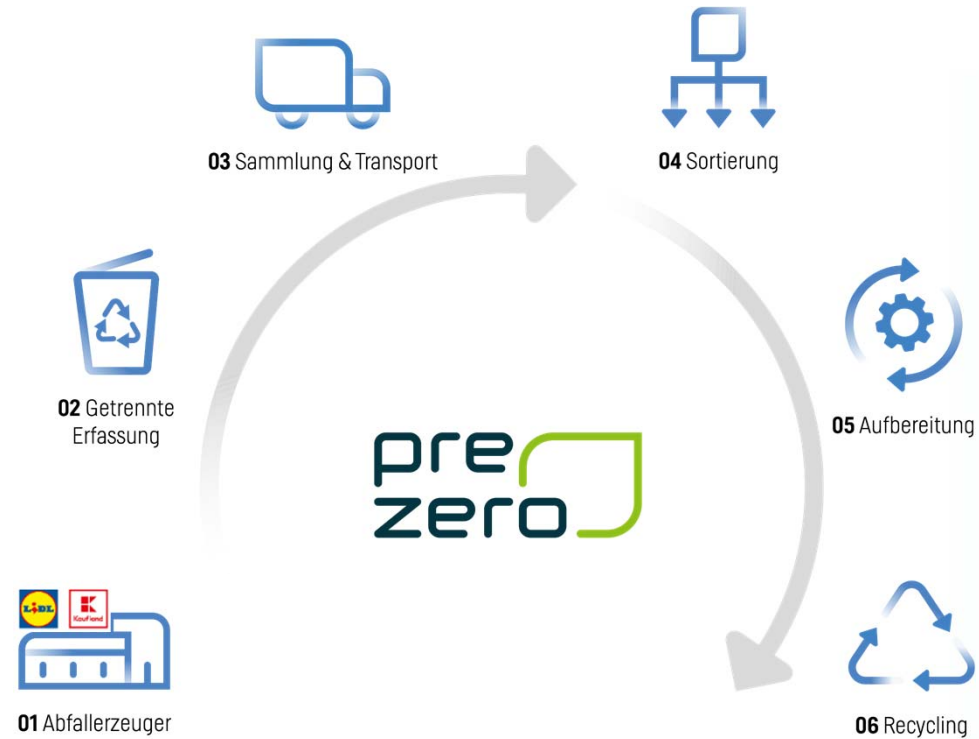 03 Sammlung & Transport
04 Sortierung
02 Getrennte
Erfassung
05 Aufbereitung
pre
zero
LIDL
K
Kaufland
01 Abfallerzeuger
06 Recycling